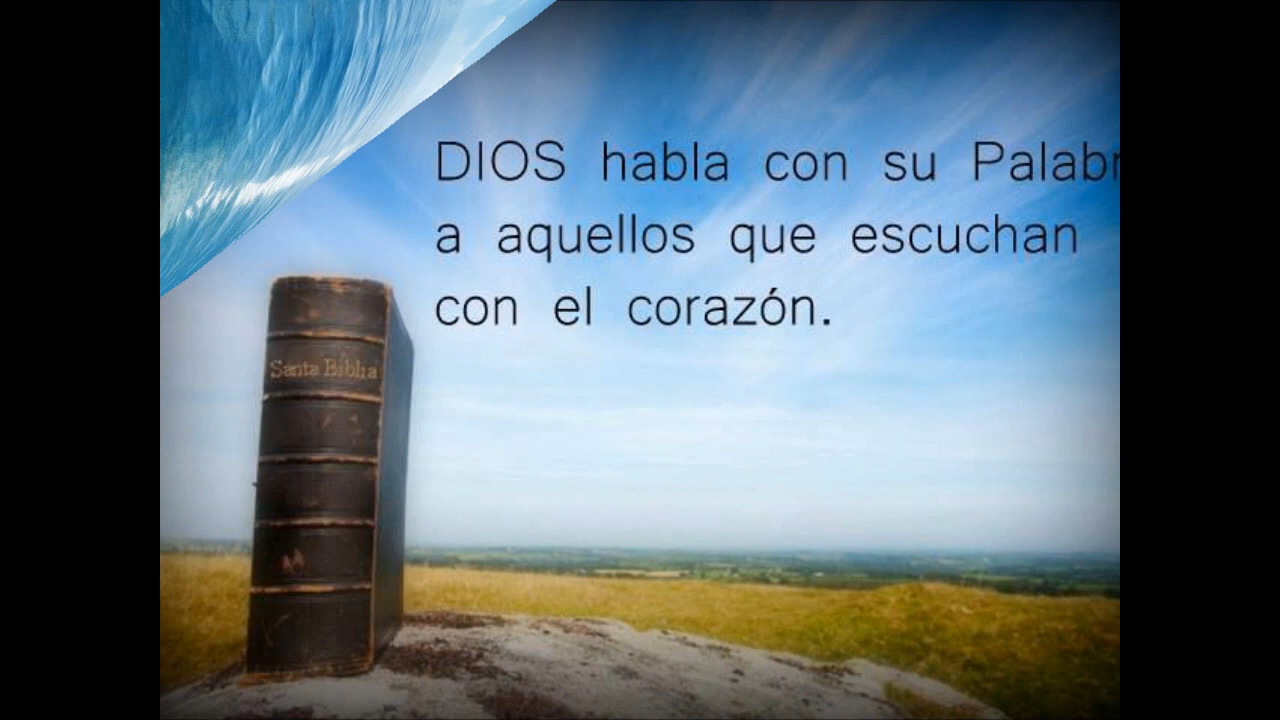 DIOS habla con su Palabr
a aquellos que escuchan
con el corazón.
Santa Biblia